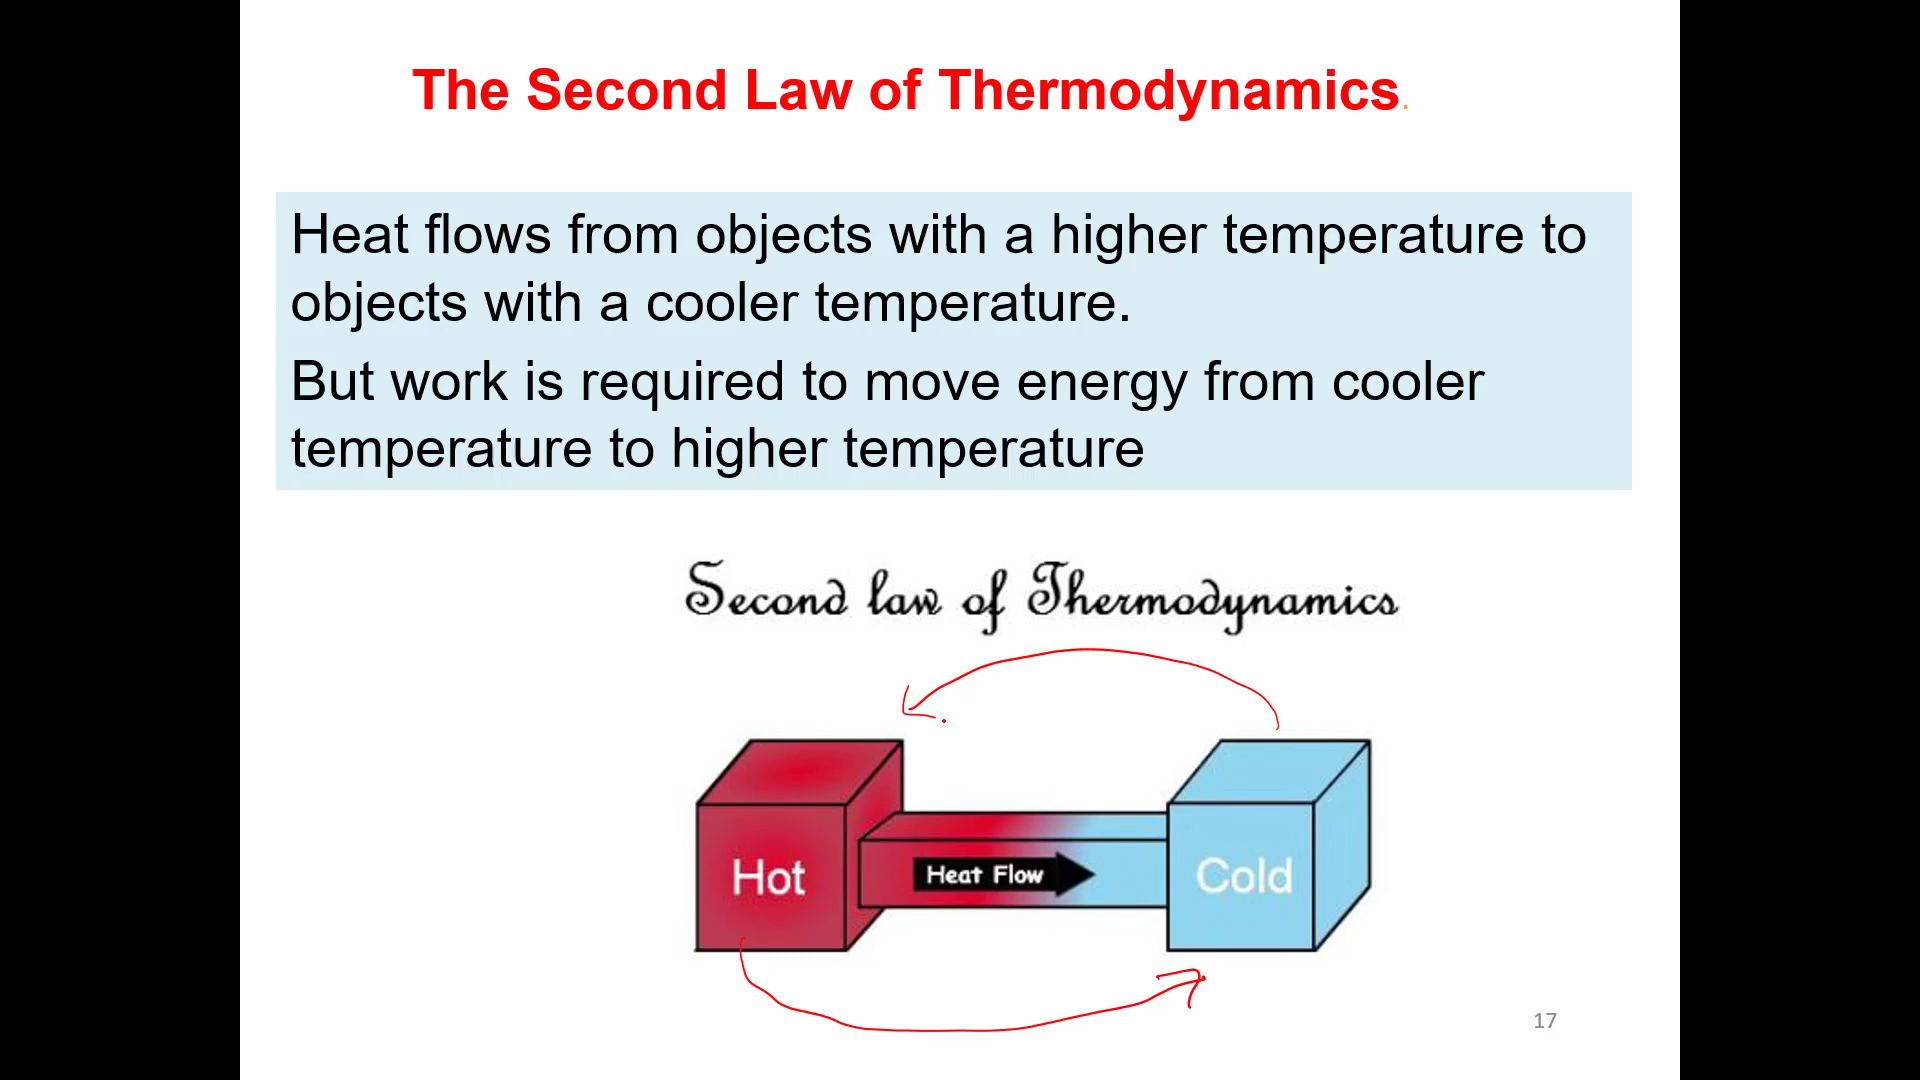 The Second Law of Thermodynamics.
Heat flows from objects with a higher temperature to
objects with a cooler temperature.
But work is required to move energy from cooler
temperature to higher temperature
Second law of Thermodynamics
Hot
Heat Flow
Cold
17